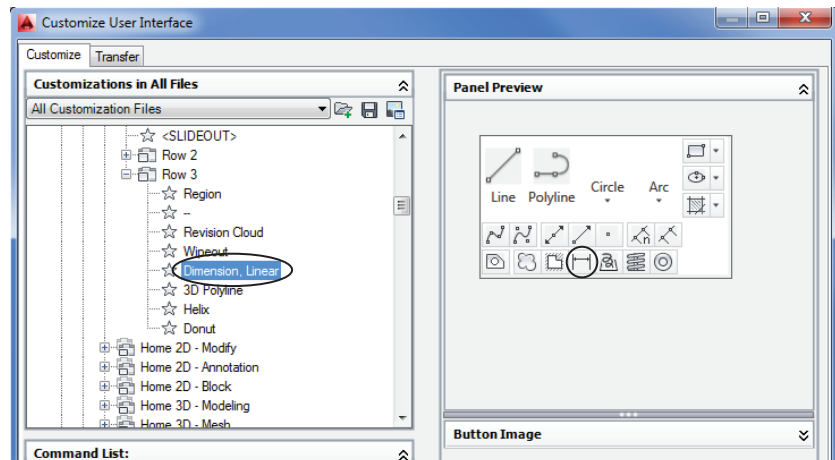 Customize User Interface
Customize Transfer
Customizations in All Files
All Customization Files
<SLIDEOUT>
Row 2
Row 3
Region
--
Revision Cloud
Wipeout
Dimension, Linear
3D Polyline
Helix
Donut
Home 2D - Modify
Home 2D - Annotation
Home 2D - Block
Home 3D - Modeling
Home 3D - Mesh
Command List:
Panel Preview
Line Polyline Circle Arc
Button Image